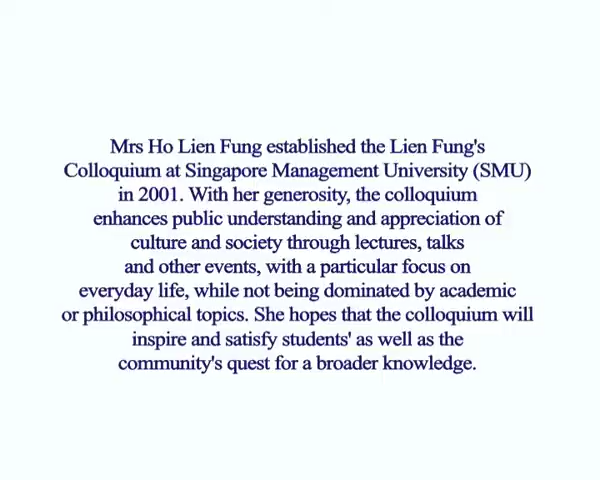 Mrs Ho Lien Fung established the Lien Fung's
Colloquium at Singapore Management University (SMU)
in 2001. With her generosity, the colloquium
enhances public understanding and appreciation of
culture and society through lectures, talks
and other events, with a particular focus on
everyday life, while not being dominated by academic
or philosophical topics. She hopes that the colloquium will
inspire and satisfy students' as well as the
community's quest for a broader knowledge.